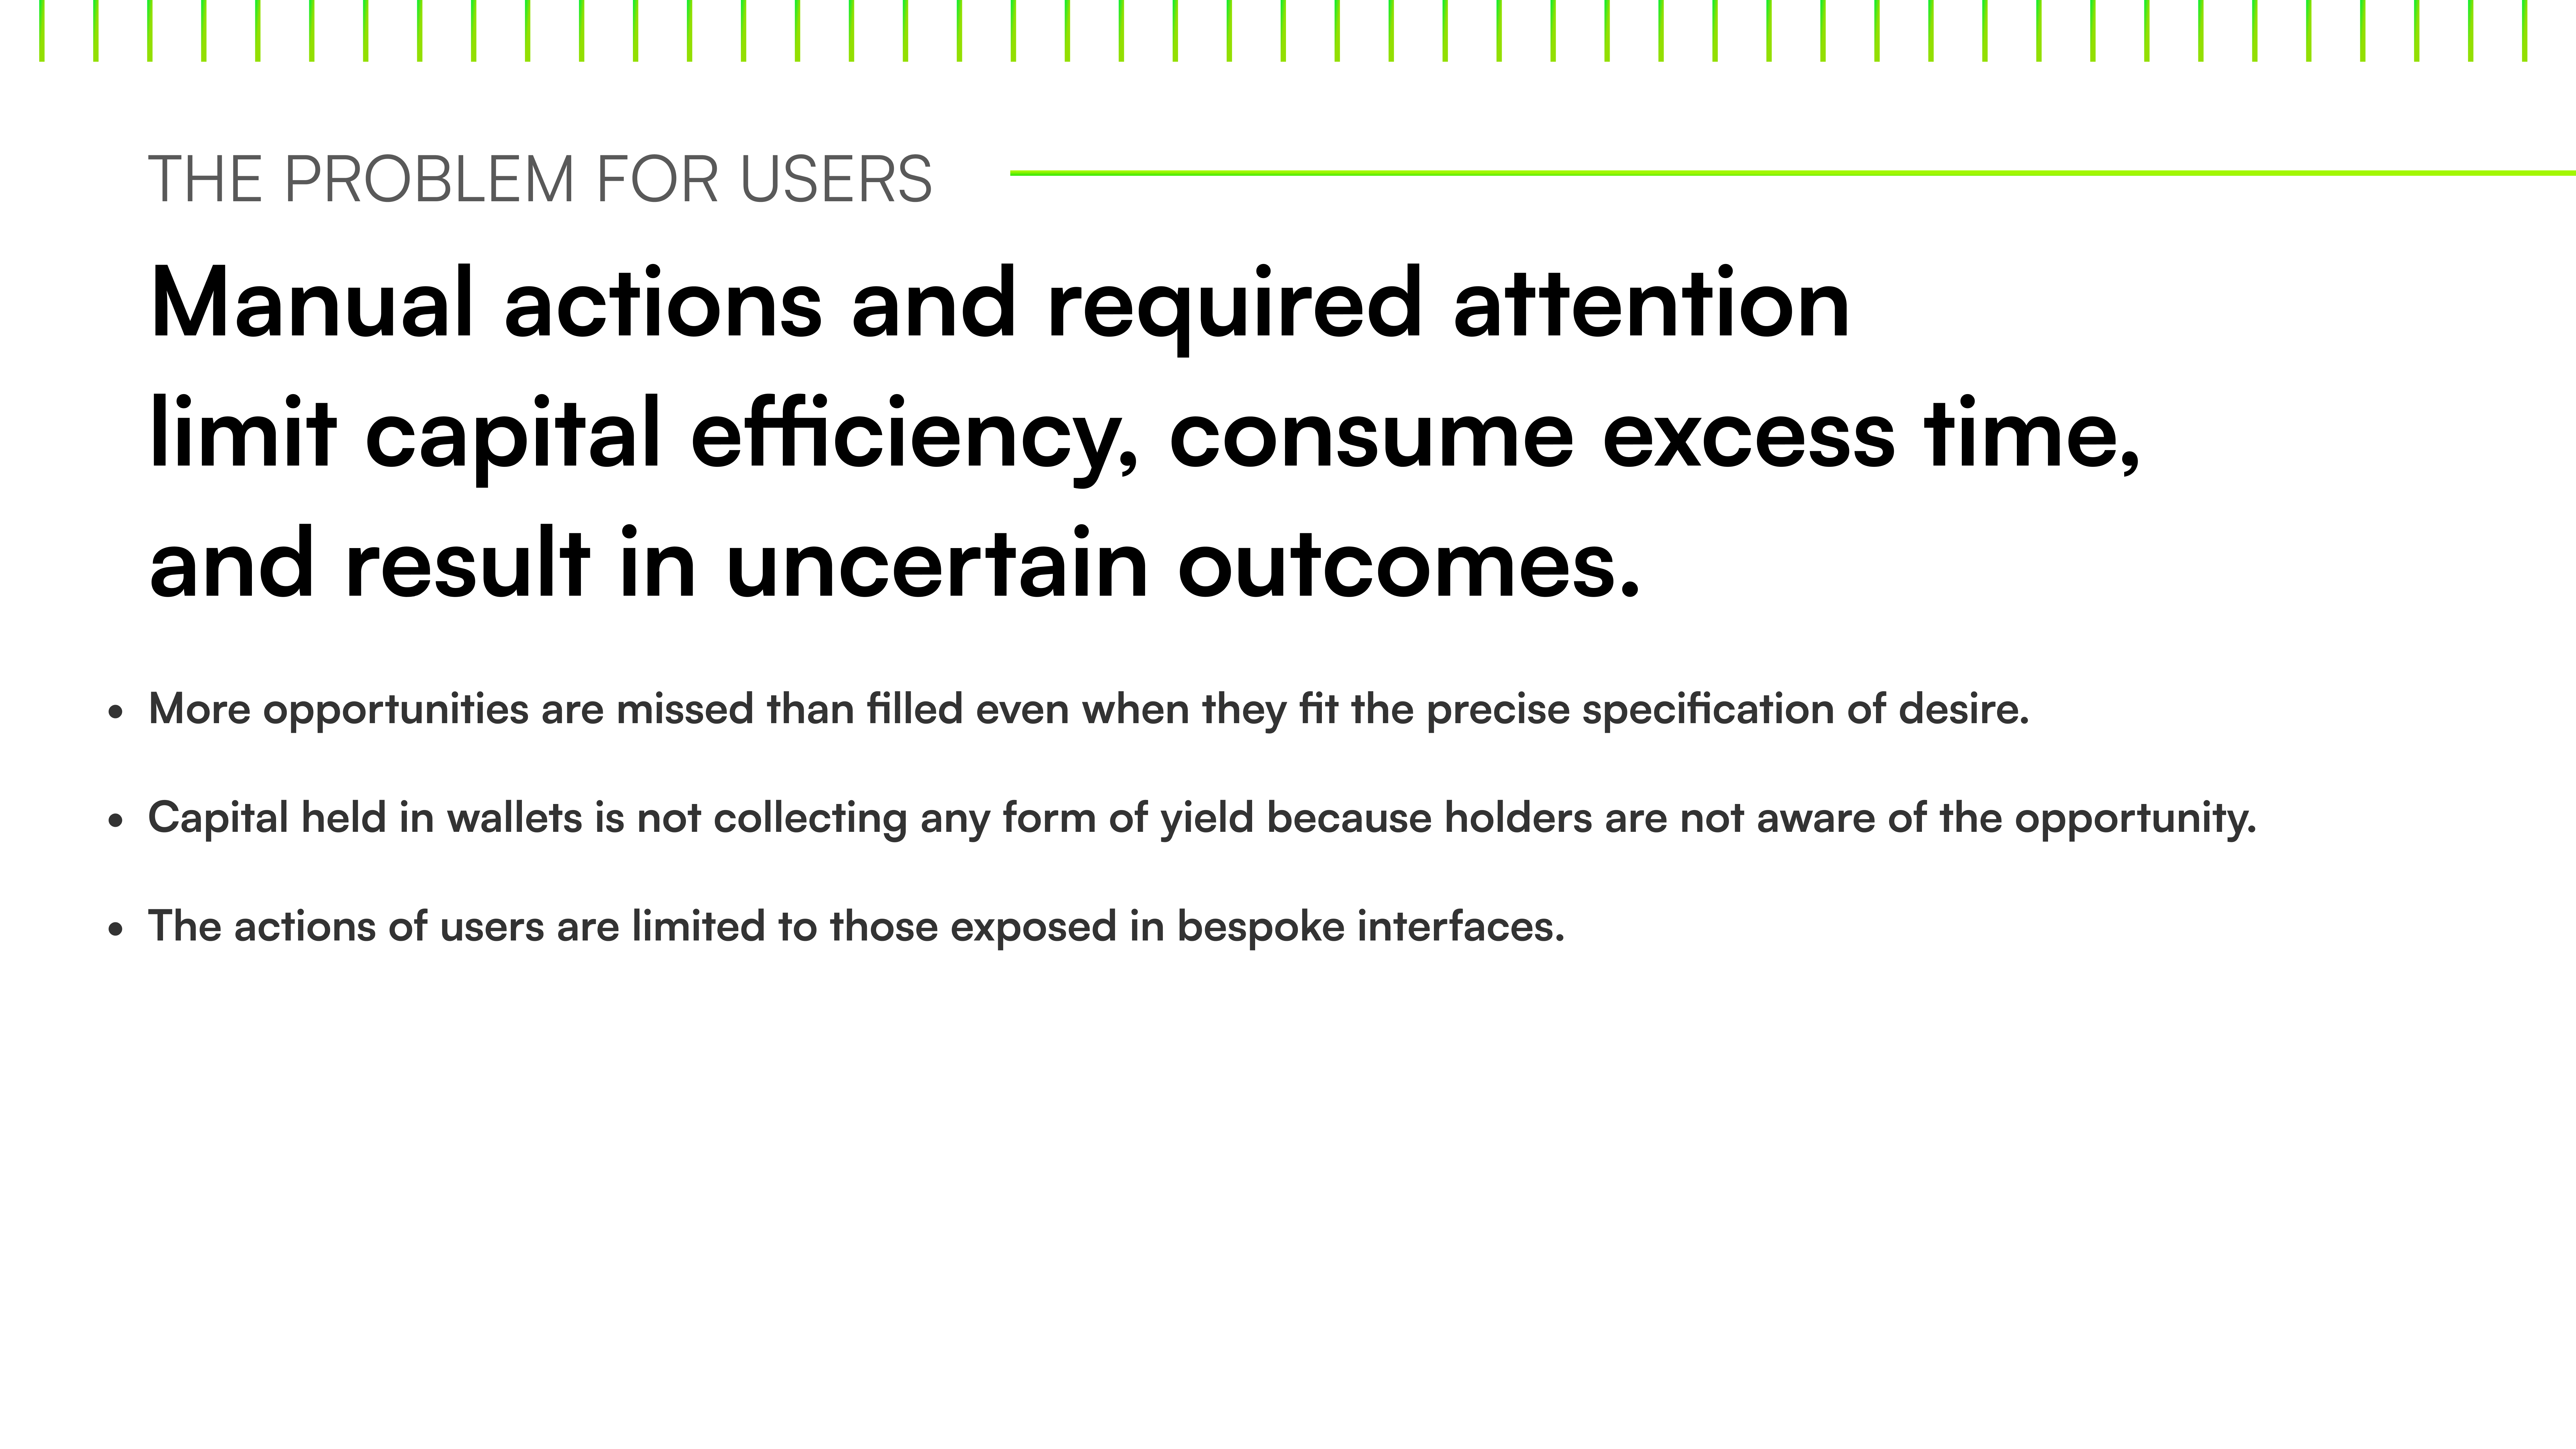 THE PROBLEM FOR USERS
Manual actions and required attention
limit capital efficiency, consume excess time,
and result in uncertain outcomes.
• More opportunities are missed than filled even when they fit the precise specification of desire.
• Capital held in wallets is not collecting any form of yield because holders are not aware of the opportunity.
• The actions of users are limited to those exposed in bespoke interfaces.